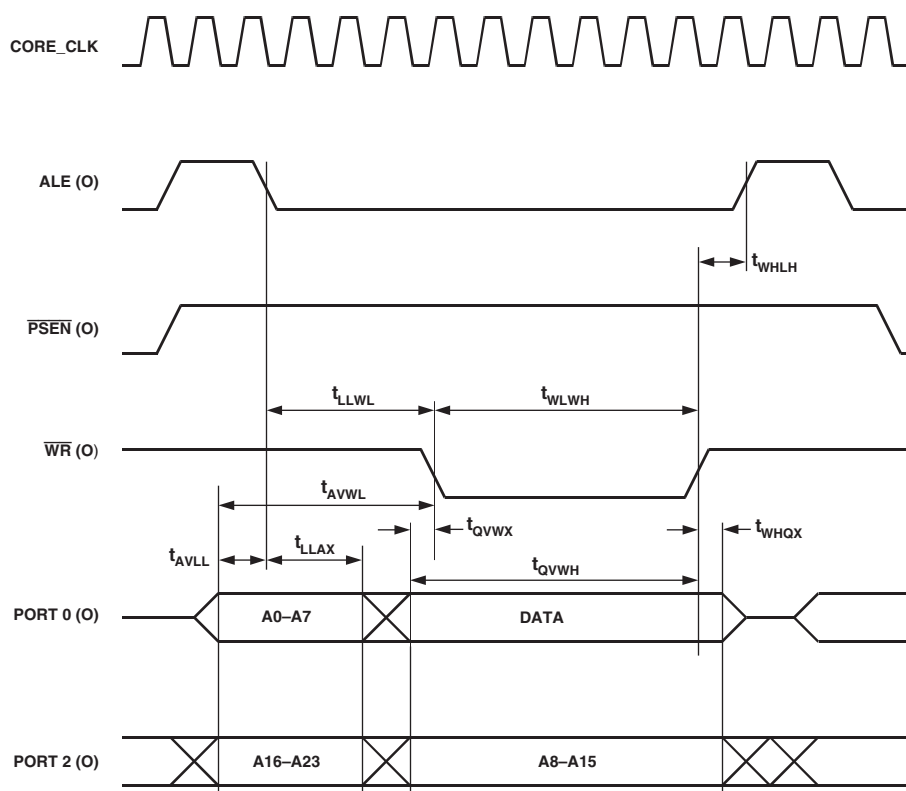 CORE_CLK
ALE (O)
tWHLH
PSEN (O)
tLLWL
tWLWH
WR (O)
tAVWL
tQVWX
tWHQX
tAVLL
tLLAX
tQVWH
PORT 0 (O)
A0–A7
DATA
PORT 2 (O)
A16–A23
A8–A15